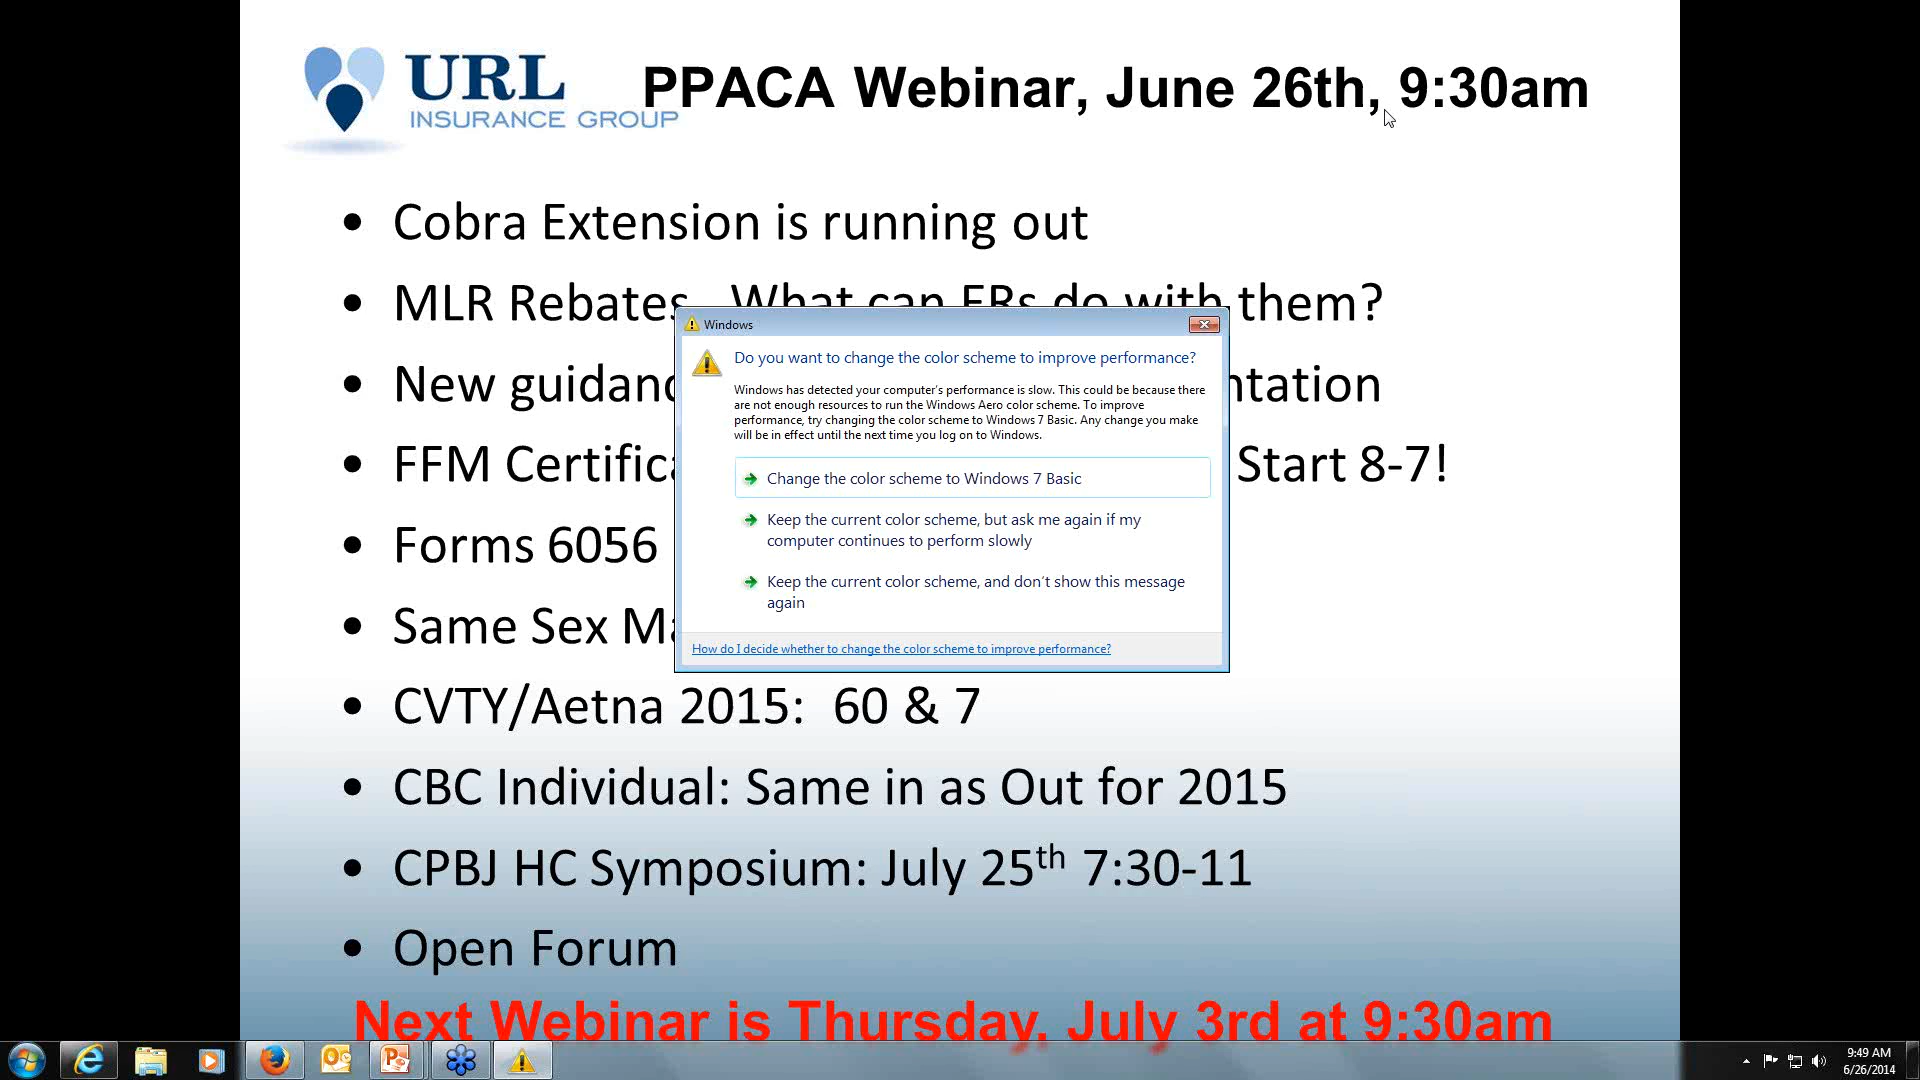 URL
INSURANCE GROUP
PPACA Webinar, June 26th, 9:30am
• Cobra Extension is running out
• MLR Rebates What can ERs do with them?
• New guidanc ntation
• FFM Certifica Start 8-7!
• Forms 6056
• Same Sex Ma
• CVTY/Aetna 2015: 60 & 7
• CBC Individual: Same in as Out for 2015
• CPBJ HC Symposium: July 25th 7:30-11
• Open Forum
Next Webinar is Thursday, July 3rd at 9:30am
Windows
Do you want to change the color scheme to improve performance?
Windows has detected your computer's performance is slow. This could be because there
are not enough resources to run the Windows Aero color scheme. To improve
performance, try changing the color scheme to Windows 7 Basic. Any change you make
will be in effect until the next time you log on to Windows.
Change the color scheme to Windows 7 Basic
Keep the current color scheme, but ask me again if my
computer continues to perform slowly
Keep the current color scheme, and don't show this message
again
How do I decide whether to change the color scheme to improve performance?
9:49 AM
6/26/2014